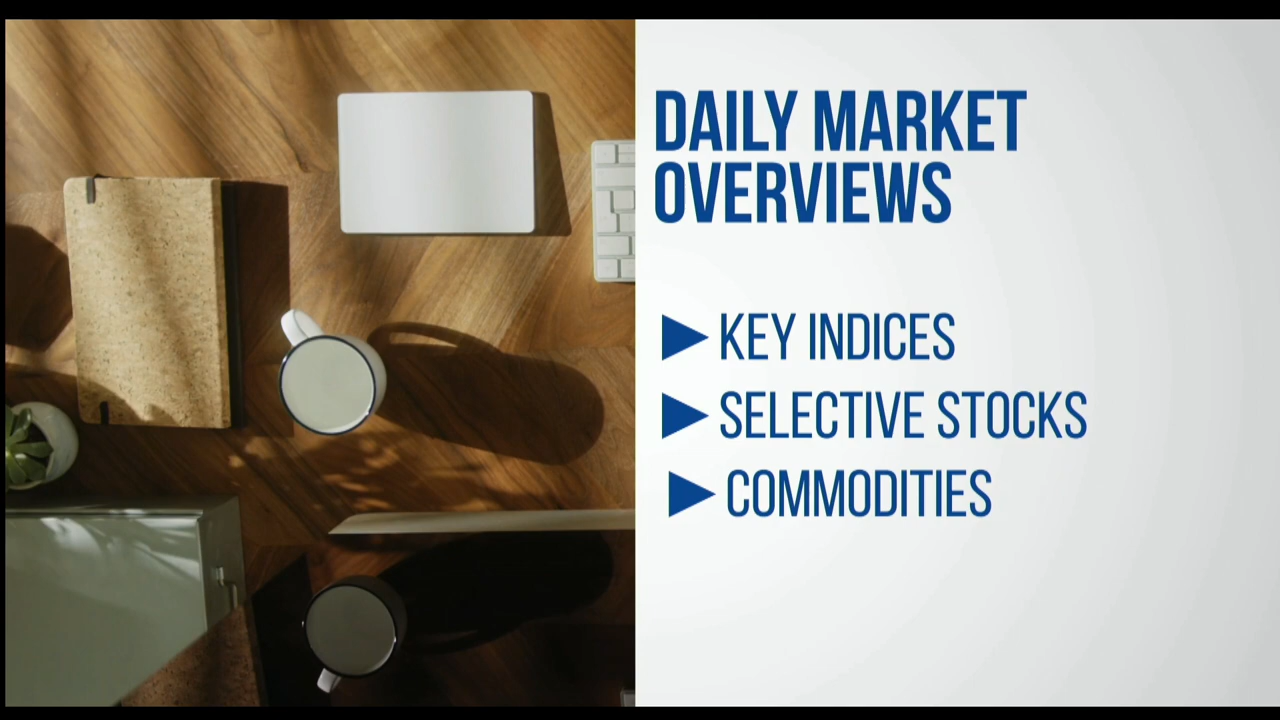 DAILY MARKET
OVERVIEWS
KEY INDICES
SELECTIVE STOCKS
COMMODITIES